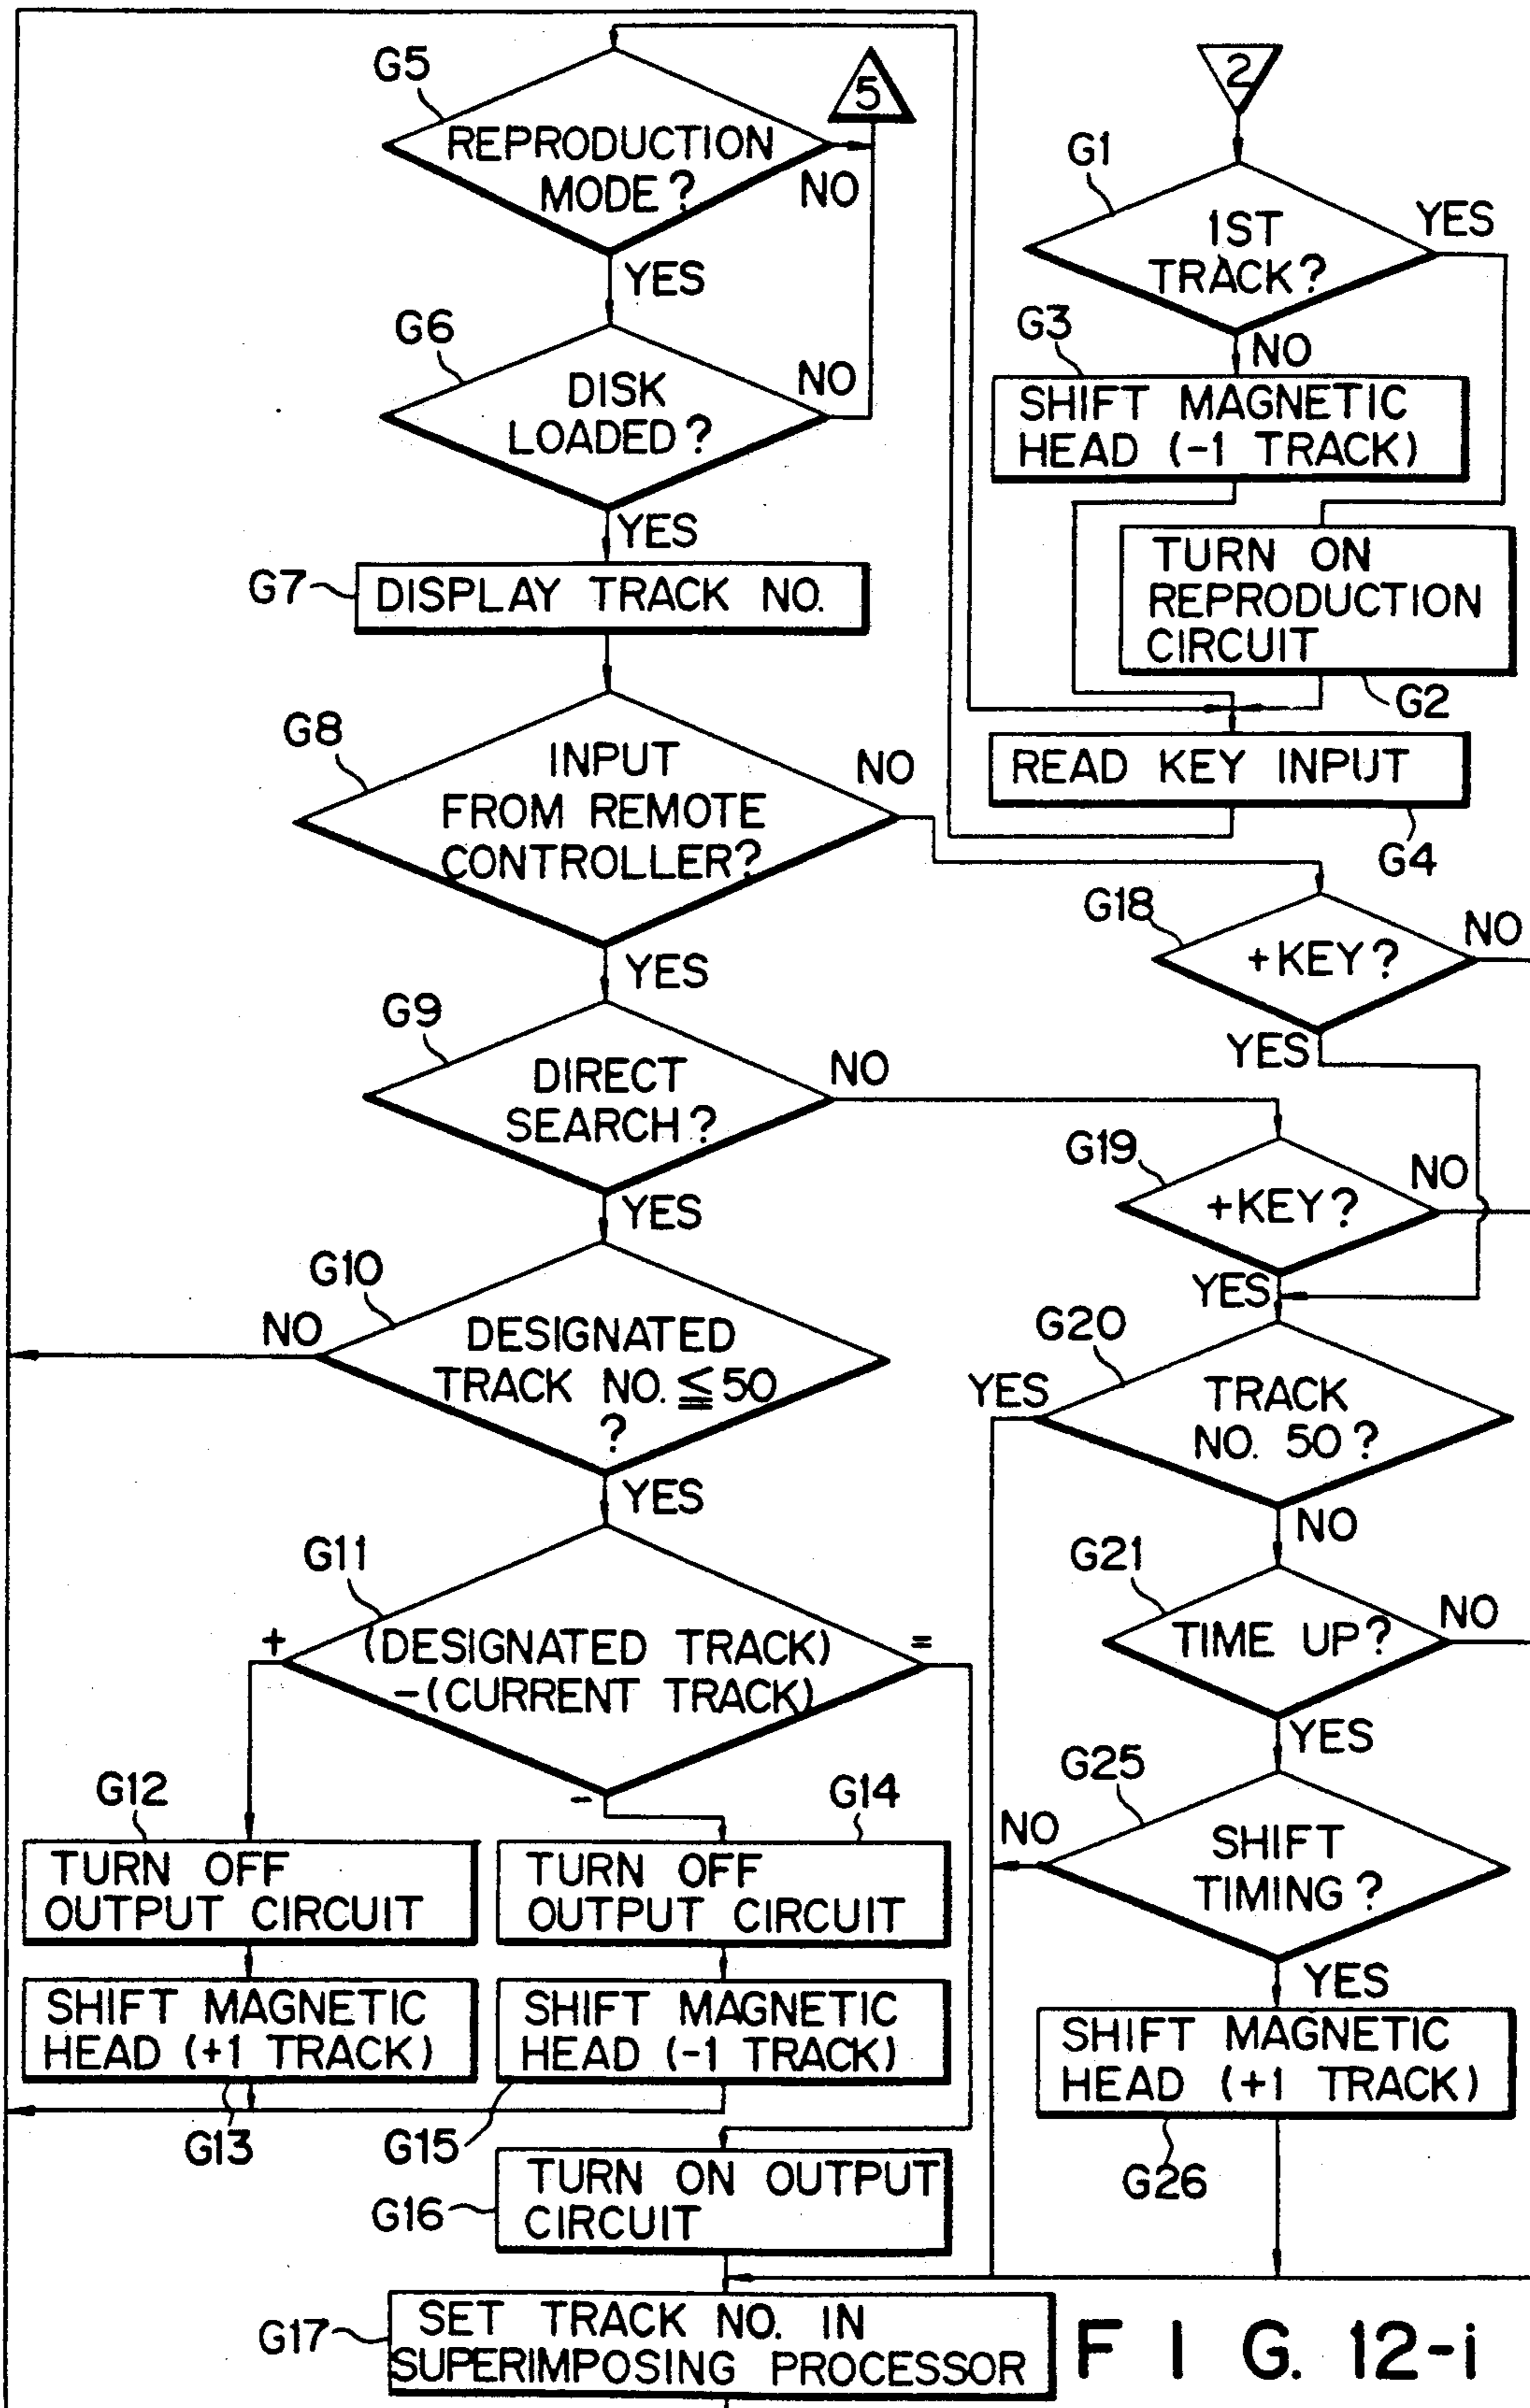 G5
REPRODUCTION
MODE?
NO
YES
5
G6
DISK
LOADED?
NO
YES
G7
DISPLAY TRACK NO.
G8
INPUT
FROM REMOTE
CONTROLLER?
NO
YES
G9
DIRECT
SEARCH?
NO
YES
G10
DESIGNATED
TRACK NO. ≦ 50
?
NO
YES
G11
(DESIGNATED TRACK)
-(CURRENT TRACK)
+
=
-
G12
TURN OFF
OUTPUT CIRCUIT
SHIFT MAGNETIC
HEAD (+1 TRACK)
G13
G14
TURN OFF
OUTPUT CIRCUIT
SHIFT MAGNETIC
HEAD (-1 TRACK)
G15
G16
TURN ON OUTPUT
CIRCUIT
G17
SET TRACK NO. IN
SUPERIMPOSING PROCESSOR
2
G1
1ST
TRACK?
YES
NO
G3
SHIFT MAGNETIC
HEAD (-1 TRACK)
TURN ON
REPRODUCTION
CIRCUIT
G2
READ KEY INPUT
G4
G18
+KEY?
NO
YES
G19
+KEY?
NO
YES
G20
TRACK
NO. 50?
YES
NO
G21
TIME UP?
NO
YES
G25
SHIFT
TIMING?
NO
YES
SHIFT MAGNETIC
HEAD (+1 TRACK)
G26
FIG. 12-i